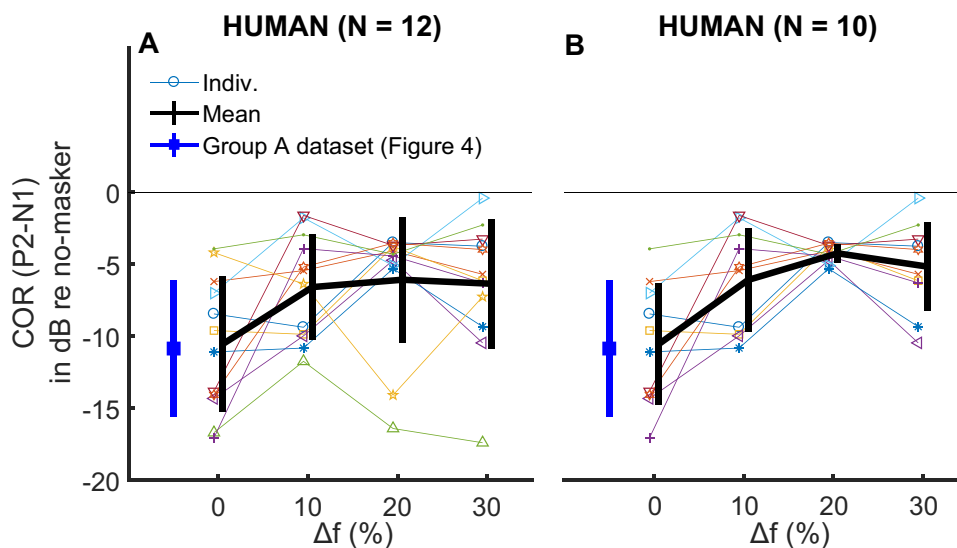 HUMAN (N = 12)
HUMAN (N = 10)
A
B
Indiv.
Mean
Group A dataset (Figure 4)
COR (P2-N1)
in dB re no-masker
0
-5
-10
-15
-20
0 10 20 30
0 10 20 30
Δf (%)
Δf (%)